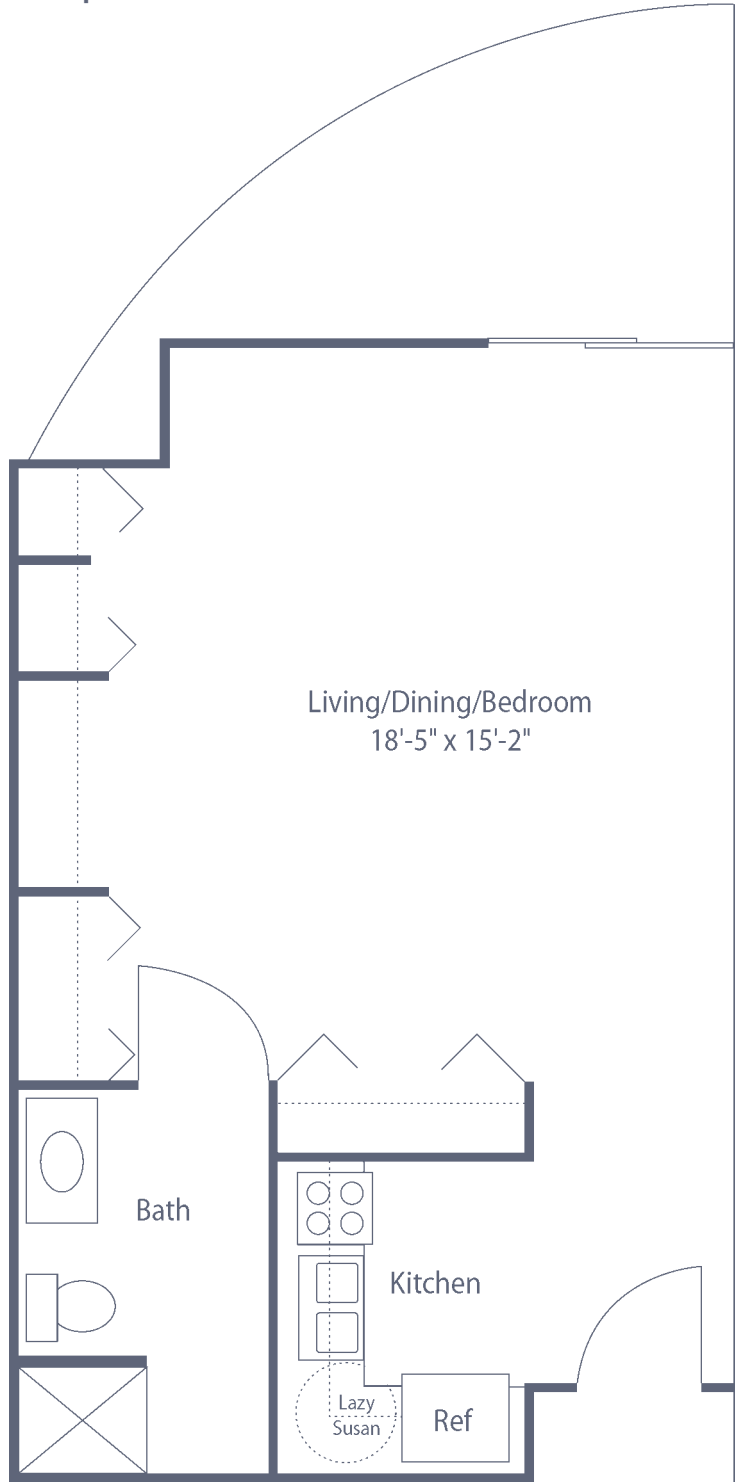 Living/Dining/Bedroom
18'-5" x 15'-2"
Bath
Kitchen
Lazy
Susan
Ref